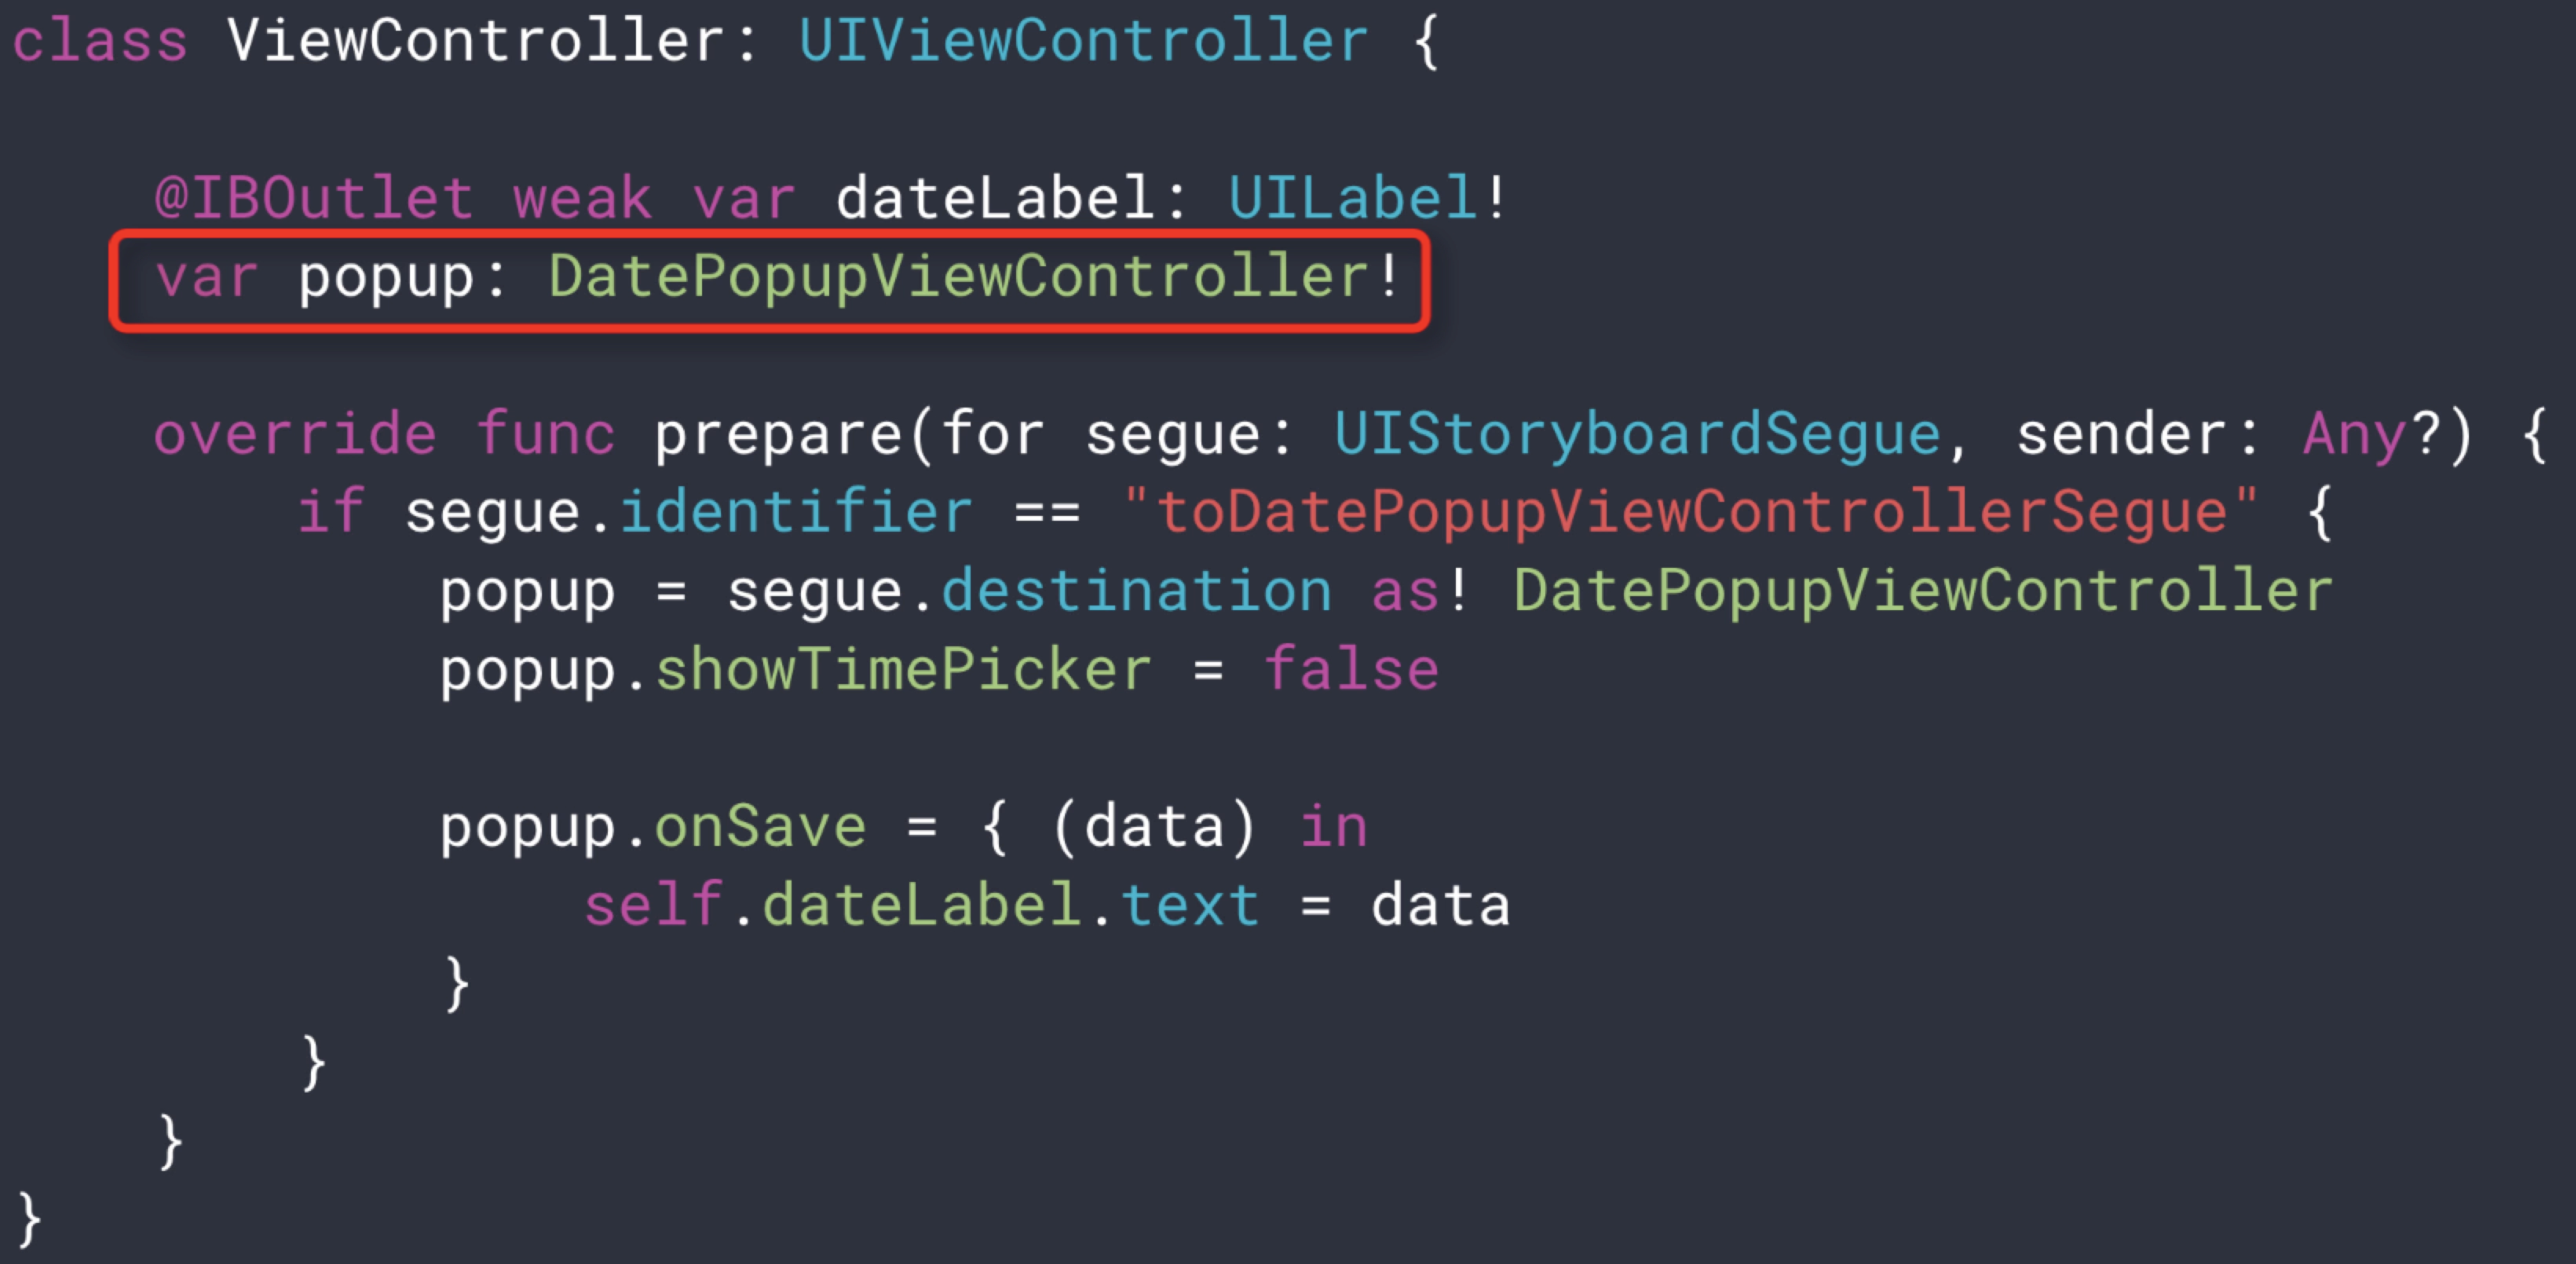 class ViewController: UIViewController {
@IBOutlet weak var dateLabel: UILabel!
var popup: DatePopupViewController!
override func prepare(for segue: UIStoryboardSegue, sender: Any?) {
if segue.identifier == "toDatePopupViewControllerSegue" {
popup = segue.destination as! DatePopupViewController
popup.showTimePicker = false
popup.onSave = { (data) in
self.dateLabel.text = data
}
}
}
}